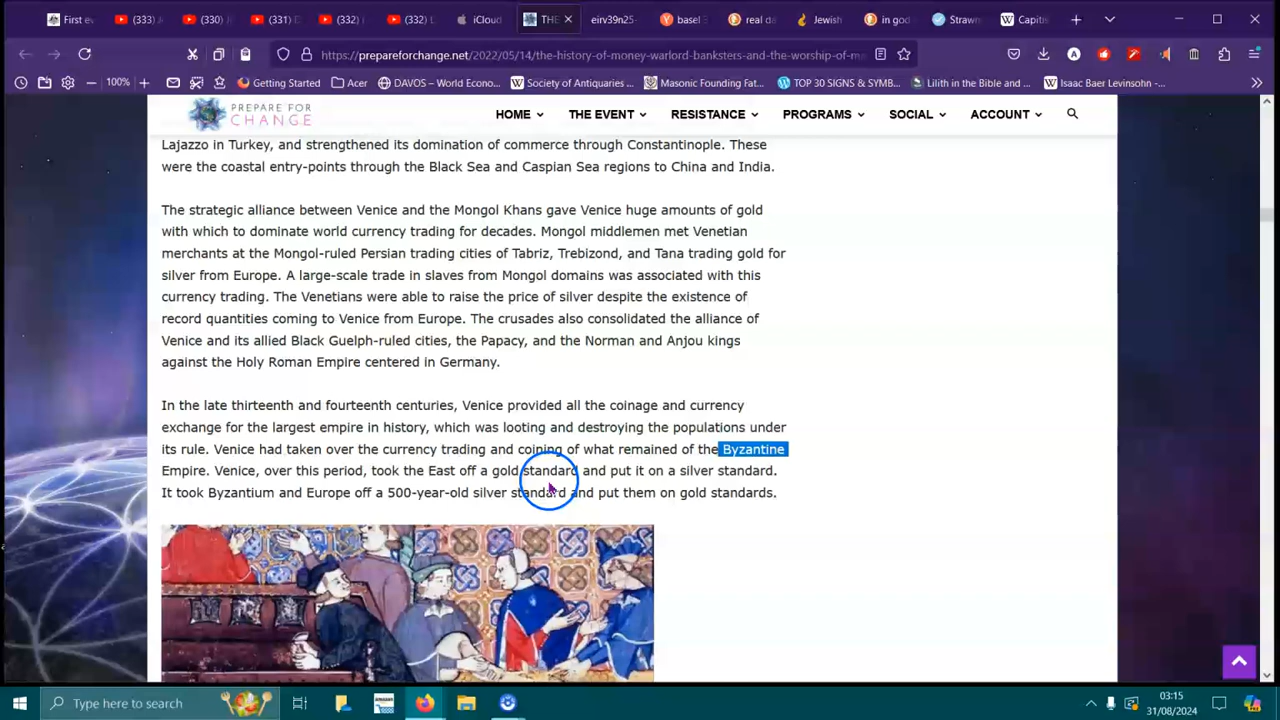 First ev
(333)
(330)
(331) D
(332)
(332) L
iCloud
THE
eirv39n25-
basel 3
real da
Jewish
in god
Strawn
Capitis
https://prepareforchange.net/2022/05/14/the-history-of-money-warlord-banksters-and-the-worship-of-m
100%
Getting Started
Acer
DAVOS – World Econo...
Society of Antiquaries ...
Masonic Founding Fat...
TOP 30 SIGNS & SYMB...
Lilith in the Bible and ...
Isaac Baer Levinsohn -...
PREPARE FOR
CHANGE
HOME
THE EVENT
RESISTANCE
PROGRAMS
SOCIAL
ACCOUNT
Lajazzo in Turkey, and strengthened its domination of commerce through Constantinople. These
were the coastal entry-points through the Black Sea and Caspian Sea regions to China and India.
The strategic alliance between Venice and the Mongol Khans gave Venice huge amounts of gold
with which to dominate world currency trading for decades. Mongol middlemen met Venetian
merchants at the Mongol-ruled Persian trading cities of Tabriz, Trebizond, and Tana trading gold for
silver from Europe. A large-scale trade in slaves from Mongol domains was associated with this
currency trading. The Venetians were able to raise the price of silver despite the existence of
record quantities coming to Venice from Europe. The crusades also consolidated the alliance of
Venice and its allied Black Guelph-ruled cities, the Papacy, and the Norman and Anjou kings
against the Holy Roman Empire centered in Germany.
In the late thirteenth and fourteenth centuries, Venice provided all the coinage and currency
exchange for the largest empire in history, which was looting and destroying the populations under
its rule. Venice had taken over the currency trading and coining of what remained of the Byzantine
Empire. Venice, over this period, took the East off a gold standard and put it on a silver standard.
It took Byzantium and Europe off a 500-year-old silver standard and put them on gold standards.
Type here to search
03:15
31/08/2024